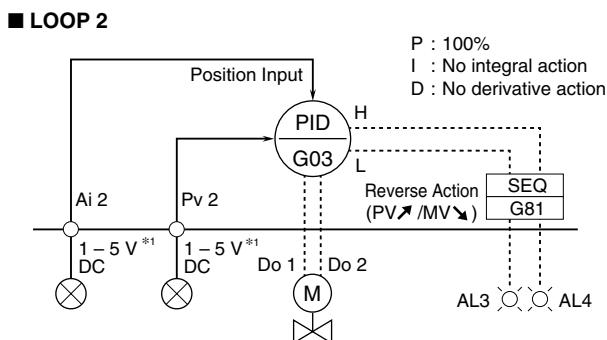 ■ LOOP 2
P : 100%
I : No integral action
D : No derivative action
Position Input
PID
G03
H
L
Reverse Action
(PV↗ /MV↘ )
SEQ
G81
Ai 2
Pv 2
1 – 5 V *1
DC
1 – 5 V *1
DC
Do 1
Do 2
M
AL3
AL4